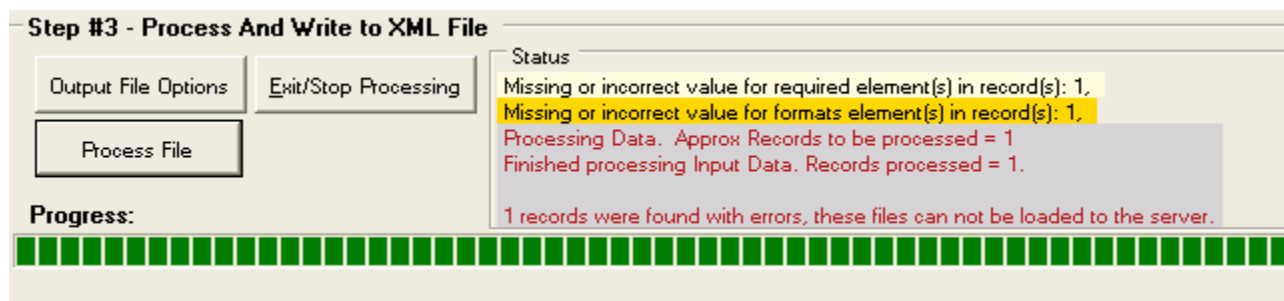 Step #3 - Process And Write to XML File
Status
Output File Options
Exit/Stop Processing
Missing or incorrect value for required element(s) in record(s): 1,
Missing or incorrect value for formats element(s) in record(s): 1,
Process File
Processing Data.  Approx Records to be processed = 1
Finished processing Input Data. Records processed = 1.
Progress:
1 records were found with errors, these files can not be loaded to the server.